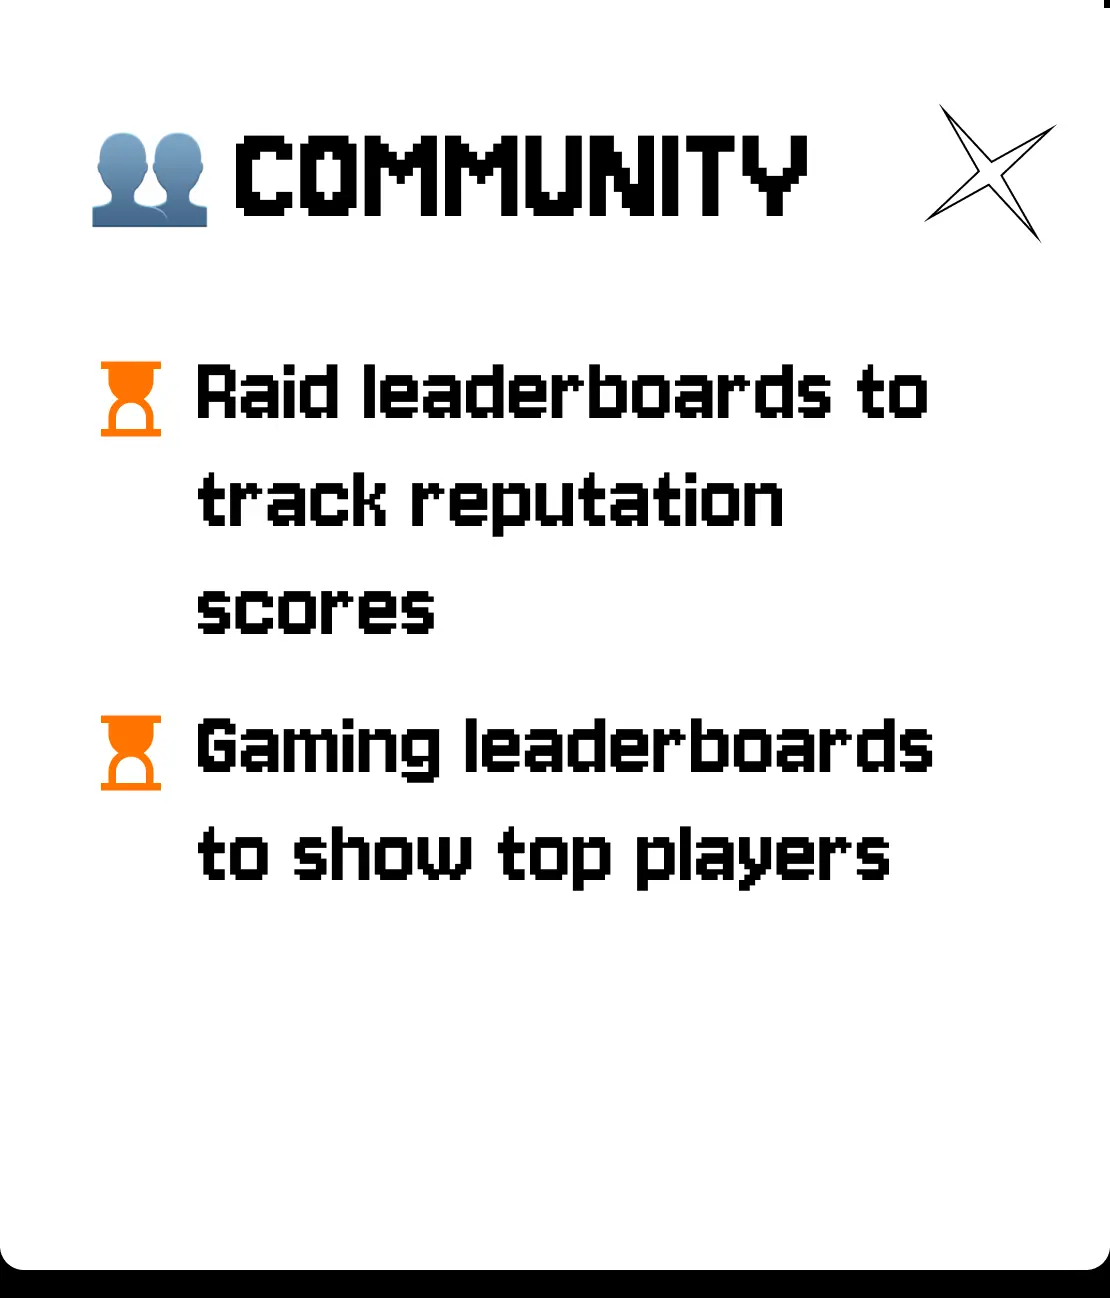 COMMUNITY
Raid leaderboards to
track reputation
scores
Gaming leaderboards
to show top players